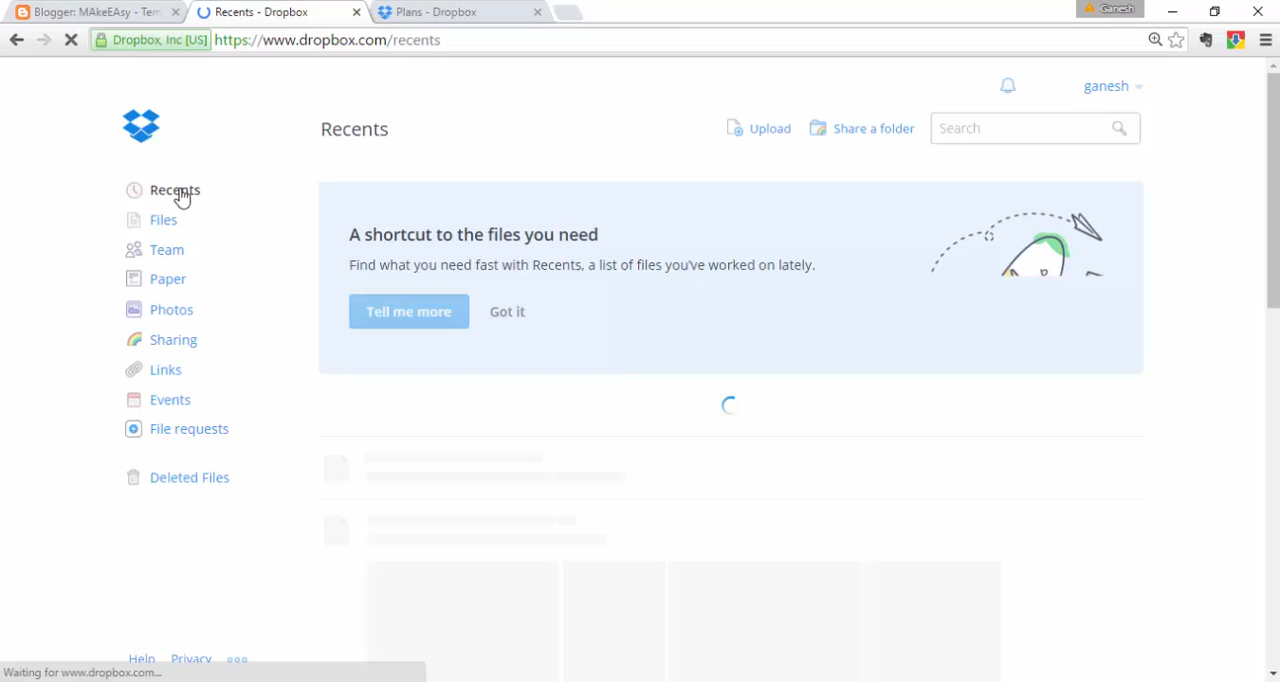 Blogger: MAkeEAsy - Tem
Recents - Dropbox
Plans - Dropbox
Ganesh
Dropbox, Inc [US]
https://www.dropbox.com/recents
ganesh
Recents
Upload
Share a folder
Search
Recents
Files
Team
Paper
Photos
Sharing
Links
Events
File requests
Deleted Files
A shortcut to the files you need
Find what you need fast with Recents, a list of files you've worked on lately.
Tell me more
Got it
Help
Privacy
Waiting for www.dropbox.com...